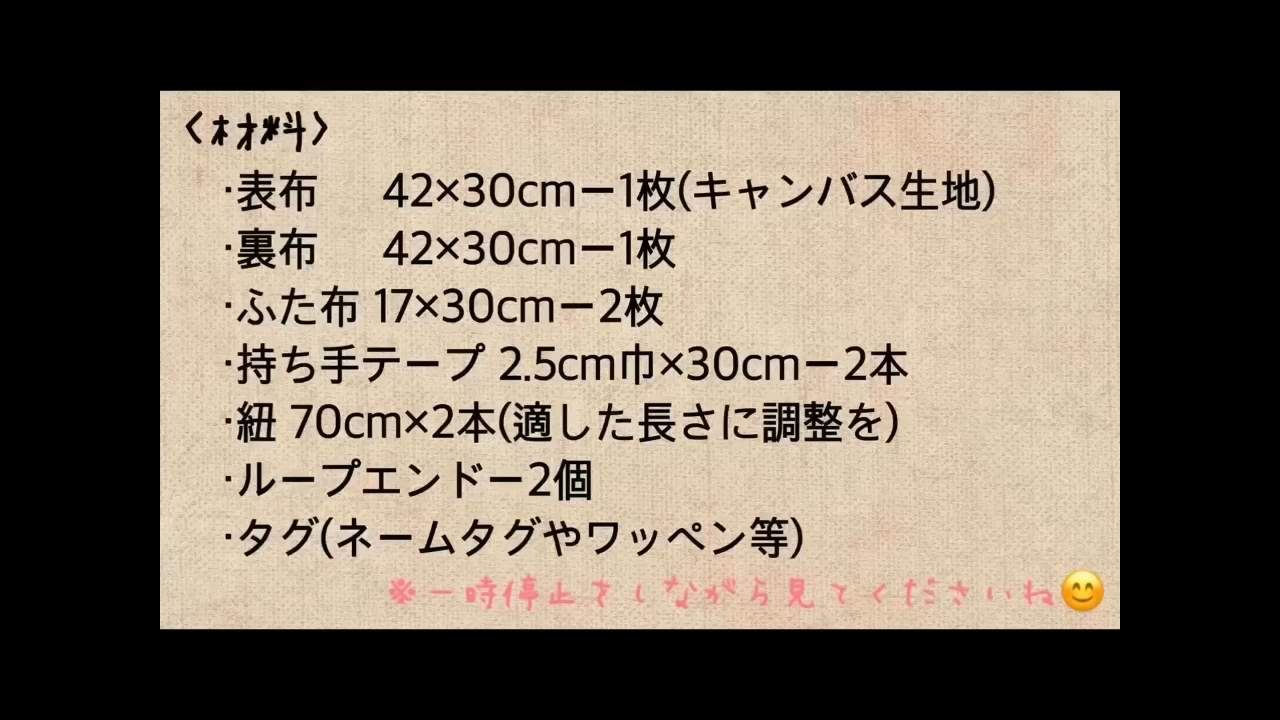 〈材料〉
・表布　42×30cmー1枚(キャンバス生地)
・裏布　42×30cmー1枚
・ふた布 17×30cmー2枚
・持ち手テープ 2.5cm巾×30cmー2本
・紐 70cm×2本(適した長さに調整を)
・ループエンドー2個
・タグ(ネームタグやワッペン等)
※一時停止をしながら見てくださいね😊